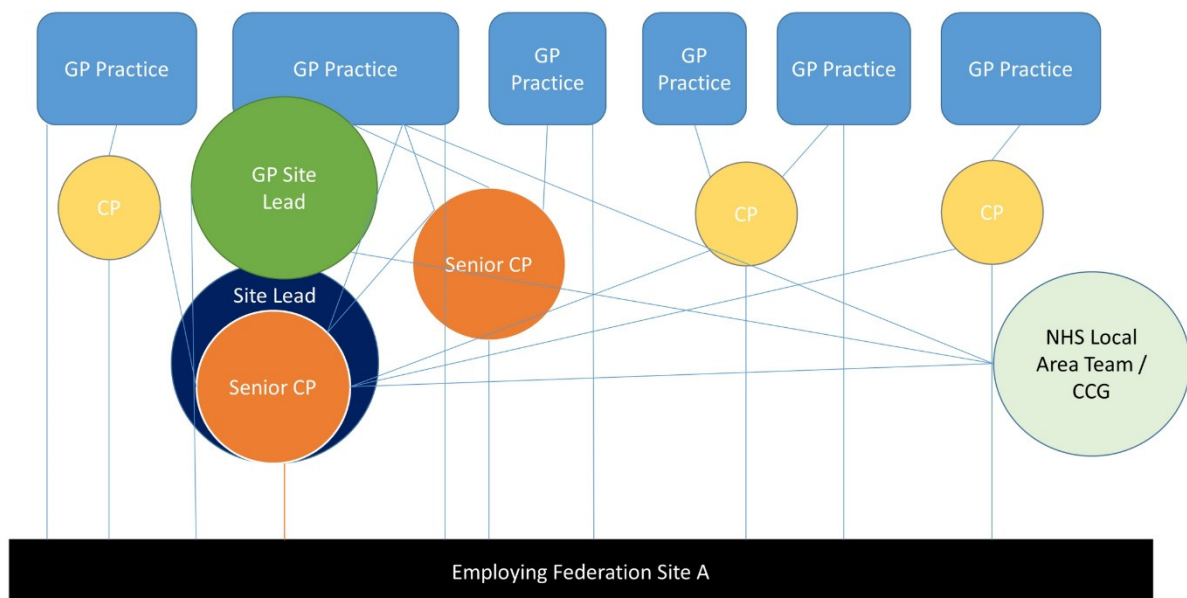 GP Practice
GP Practice
GP
Practice
GP
Practice
GP Practice
GP Practice
GP Site
Lead
CP
Senior CP
CP
CP
Site Lead
Senior CP
NHS Local
Area Team /
CCG
Employing Federation Site A